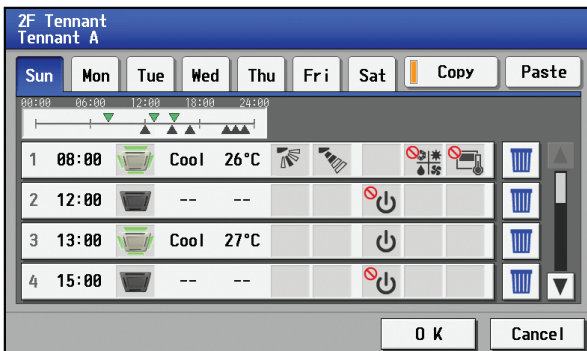 2F Tennant
Tennant A
Sun Mon Tue Wed Thu Fri Sat Copy Paste
00:00 06:00 12:00 18:00 24:00
1 08:00 Cool 26°C
2 12:00 -- --
3 13:00 Cool 27°C
4 15:00 -- --
OK Cancel